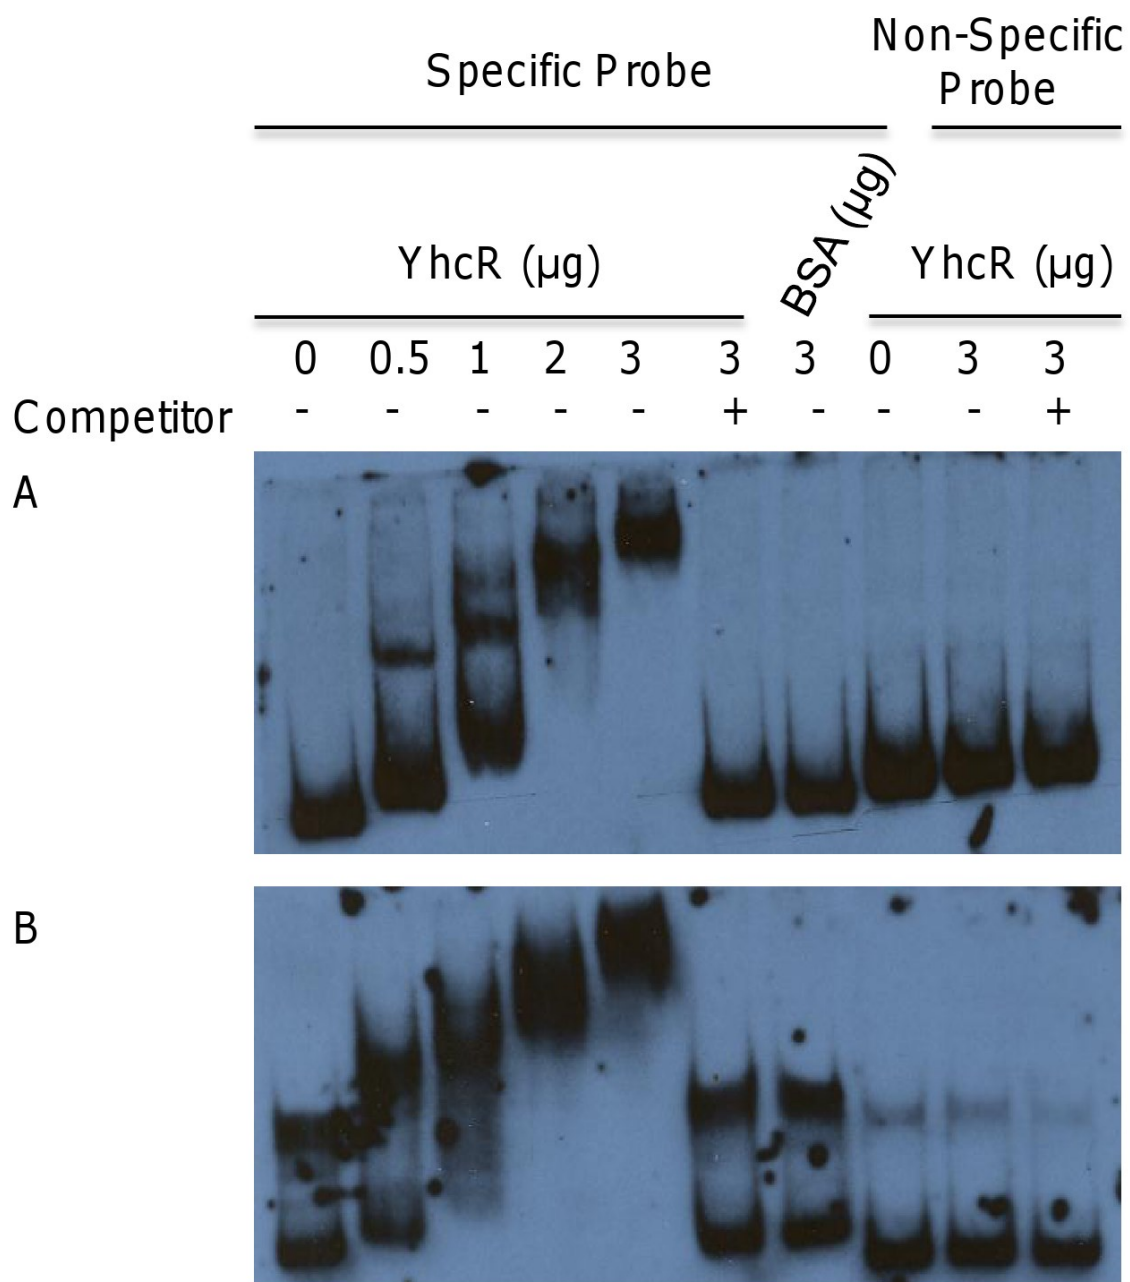 Specific Probe
Non-Specific
Probe
YhcR (µg)
BSA (µg)
YhcR (µg)
0 0.5 1 2 3 3 3 0 3 3
Competitor - - - - - + - - - +
A
B